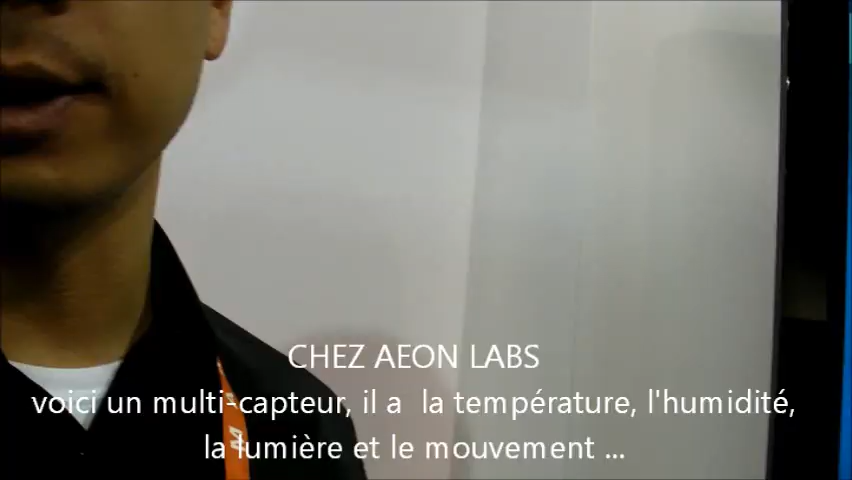 CHEZ AEON LABS
voici un multi-capteur, il a  la température, l'humidité,
la lumière et le mouvement ...